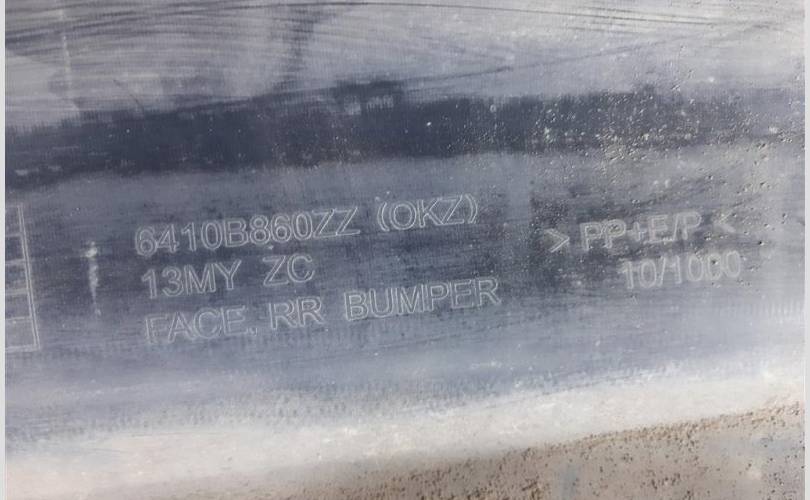 6410B860ZZ (OKZ)
13MY ZC
FACE, RR BUMPER
> PP+E/P <
10/1000